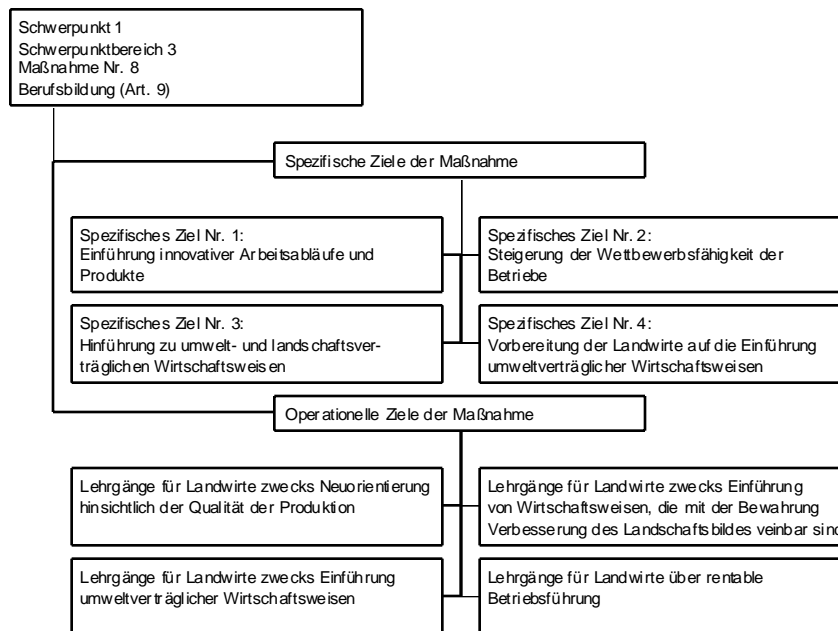 Schwerpunkt 1
Schwerpunktbereich 3
Maßnahme Nr. 8
Berufsbildung (Art. 9)
Spezifische Ziele der Maßnahme
Spezifisches Ziel Nr. 1:
Einführung innovativer Arbeitsabläufe und
Produkte
Spezifisches Ziel Nr. 2:
Steigerung der Wettbewerbsfähigkeit der
Betriebe
Spezifisches Ziel Nr. 3:
Hinführung zu umwelt- und landschaftsver-
träglichen Wirtschaftsweisen
Spezifisches Ziel Nr. 4:
Vorbereitung der Landwirte auf die Einführung
umweltverträglicher Wirtschaftsweisen
Operationelle Ziele der Maßnahme
Lehrgänge für Landwirte zwecks Neuorientierung
hinsichtlich der Qualität der Produktion
Lehrgänge für Landwirte zwecks Einführung
von Wirtschaftsweisen, die mit der Bewahrung
Verbesserung des Landschaftsbildes veinbar sind
Lehrgänge für Landwirte zwecks Einführung
umweltverträglicher Wirtschaftsweisen
Lehrgänge für Landwirte über rentable
Betriebsführung